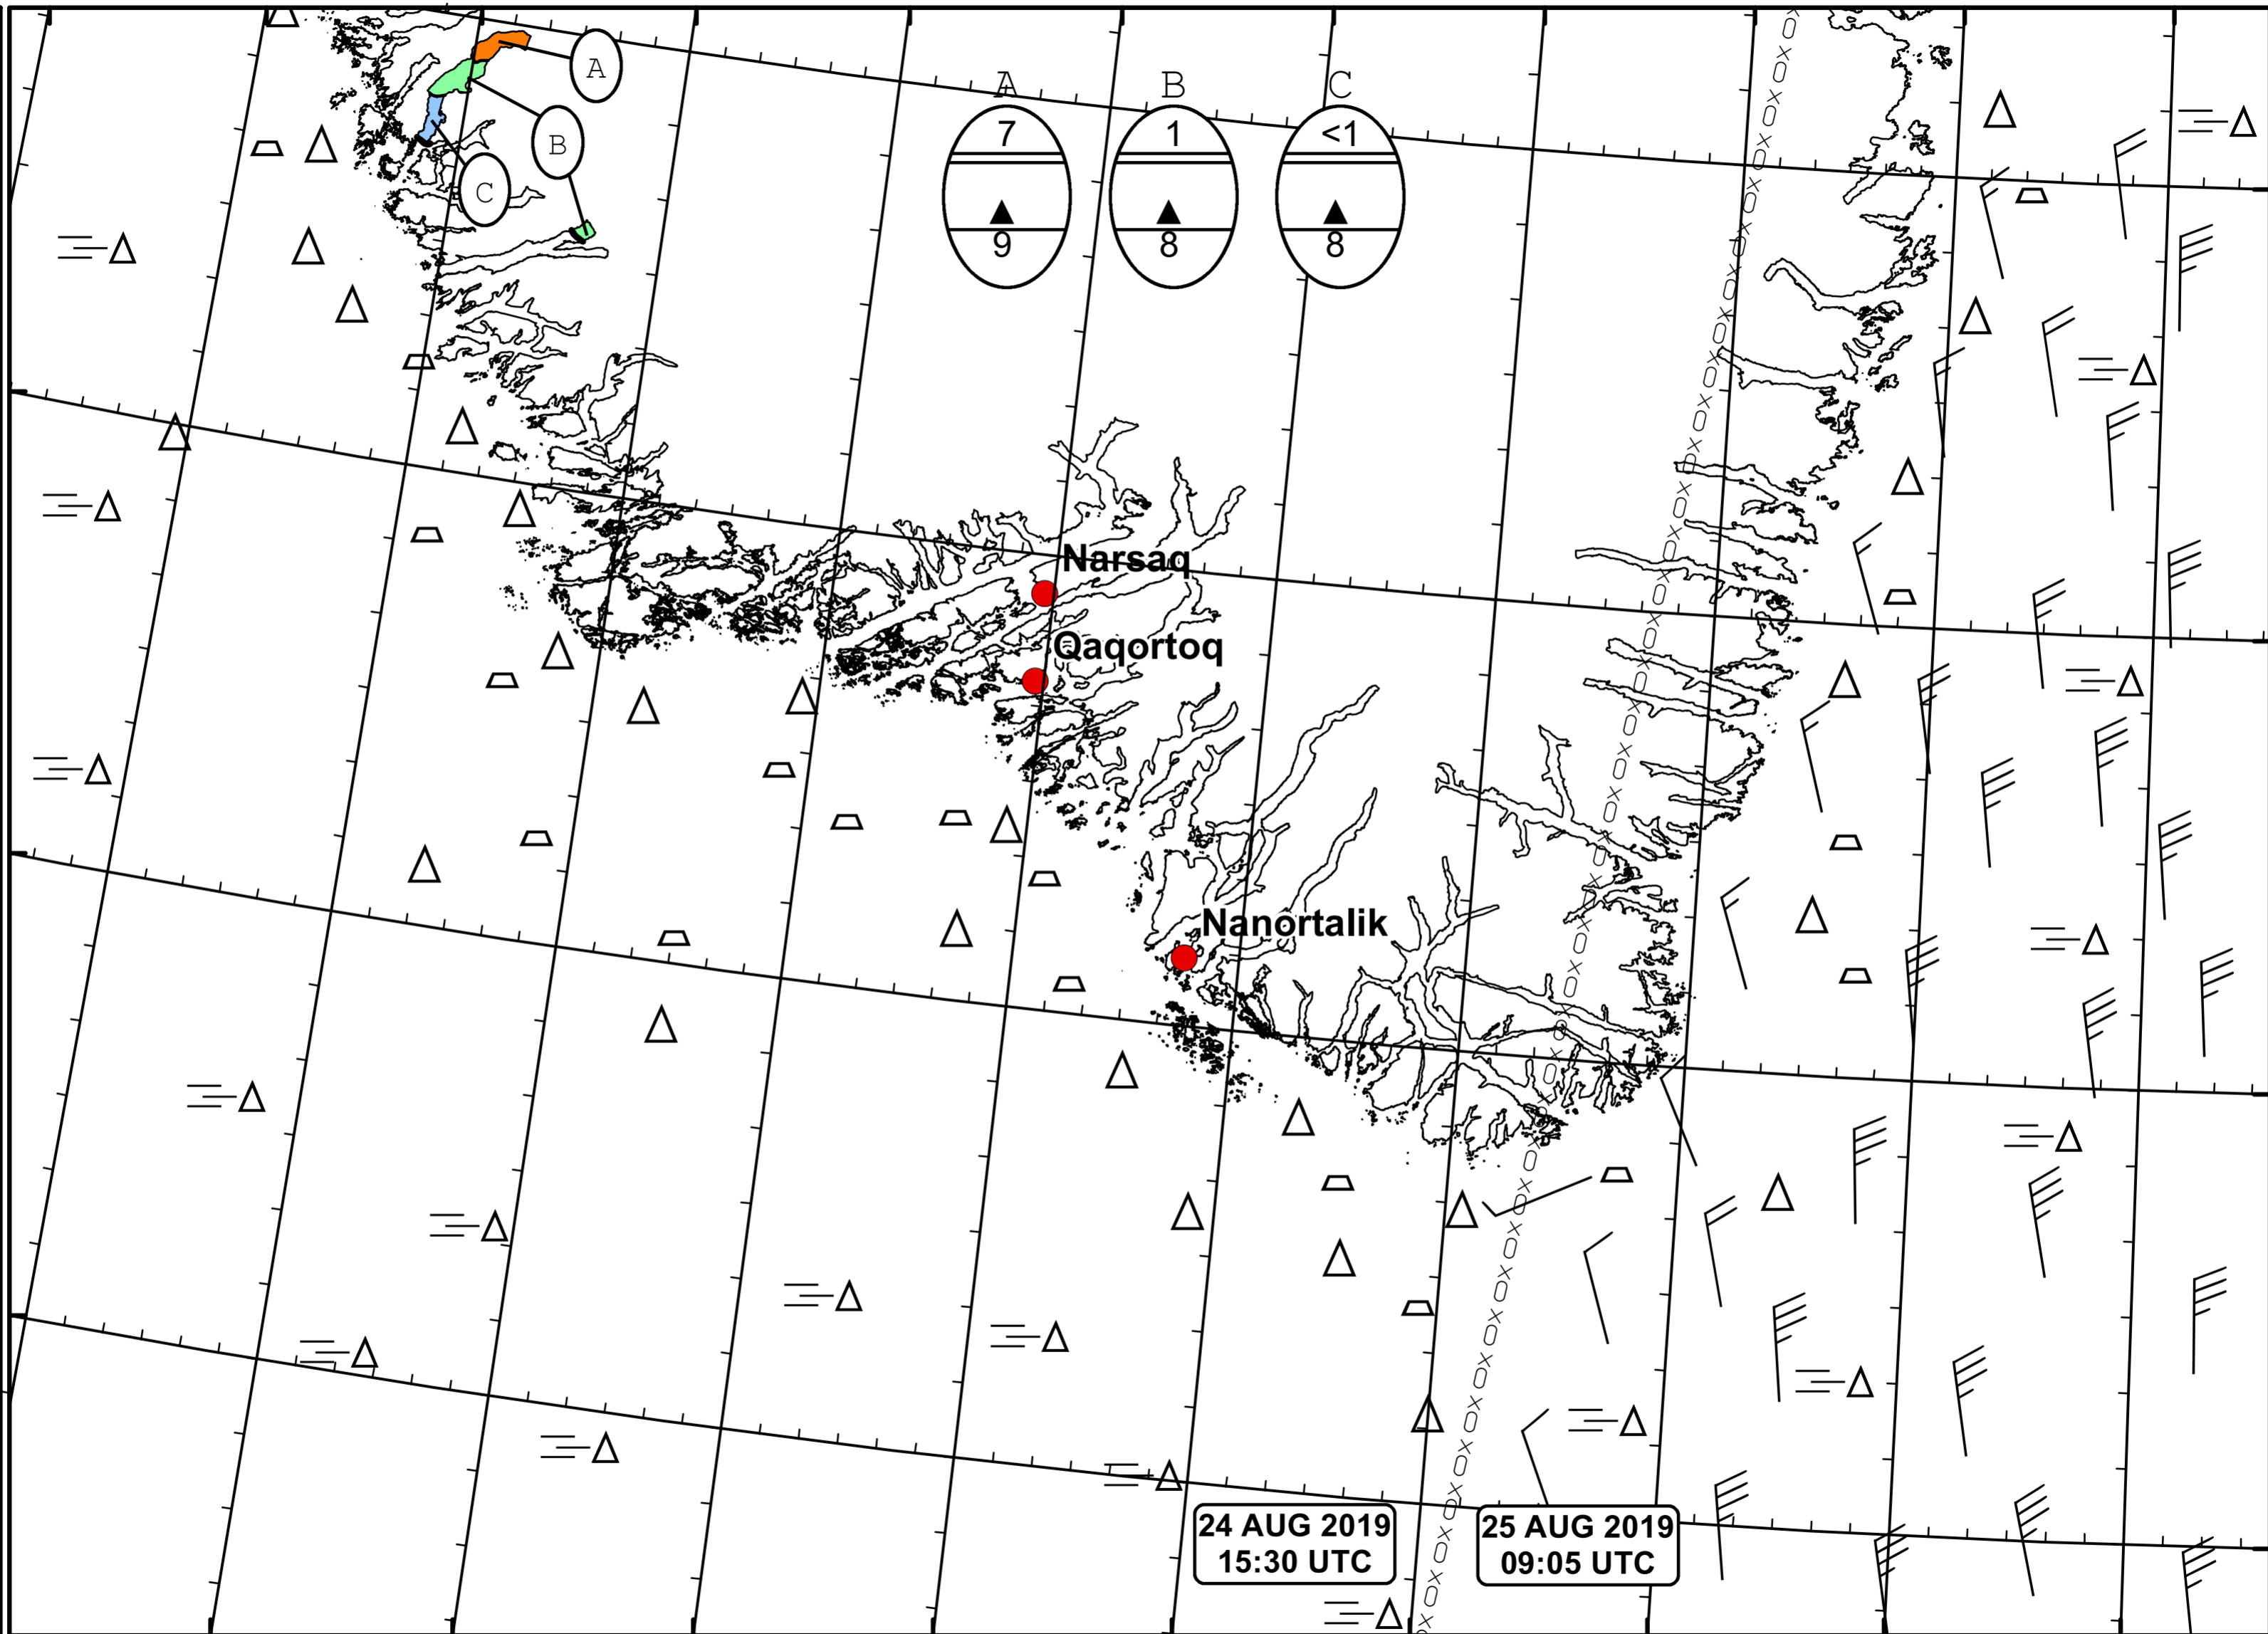 A
B
C
A B C
7 1 <1
9 8 8
Narsaq
Qaqortoq
Nanortalik
24 AUG 2019
15:30 UTC
25 AUG 2019
09:05 UTC